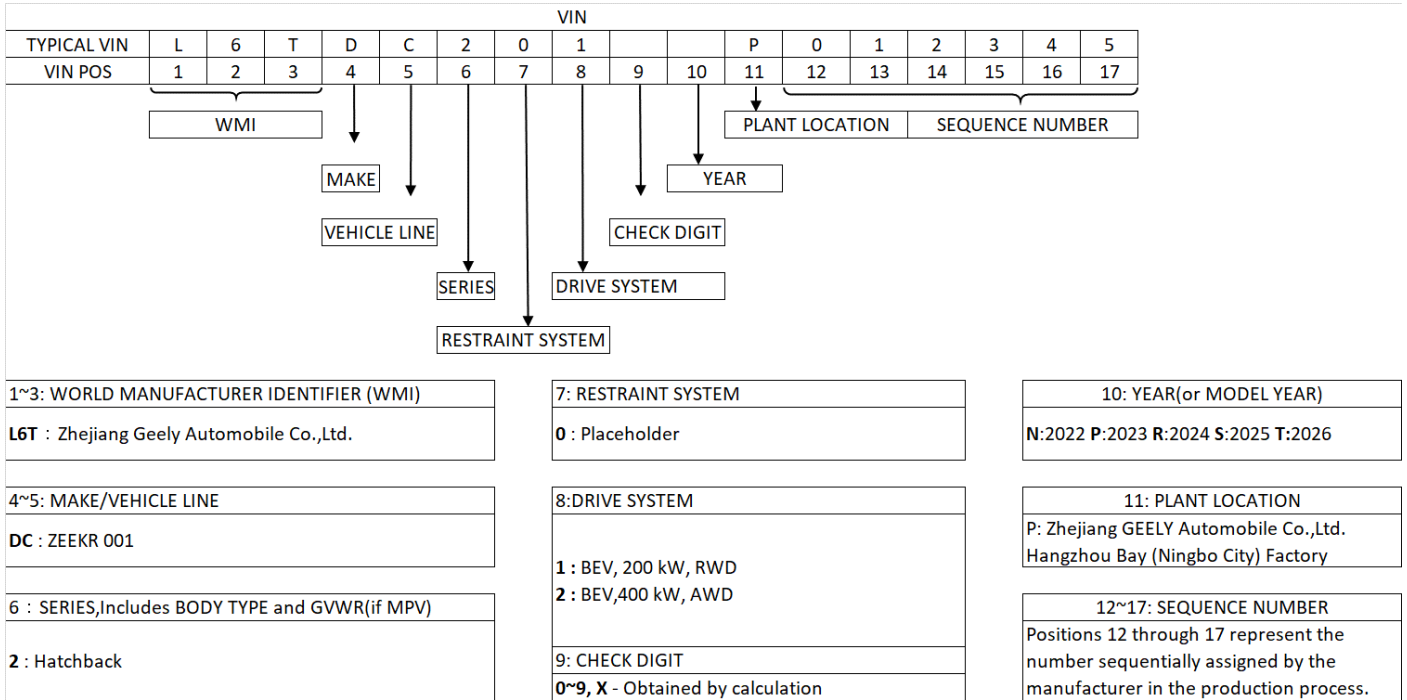 VIN
TYPICAL VIN L 6 T D C 2 0 1 P 0 1 2 3 4 5
VIN POS 1 2 3 4 5 6 7 8 9 10 11 12 13 14 15 16 17
WMI PLANT LOCATION SEQUENCE NUMBER
MAKE YEAR
VEHICLE LINE CHECK DIGIT
SERIES DRIVE SYSTEM
RESTRAINT SYSTEM
1~3: WORLD MANUFACTURER IDENTIFIER (WMI)
L6T : Zhejiang Geely Automobile Co.,Ltd.
4~5: MAKE/VEHICLE LINE
DC : ZEEKR 001
6 : SERIES,Includes BODY TYPE and GVWR(if MPV)
2 : Hatchback
7: RESTRAINT SYSTEM
0 : Placeholder
8:DRIVE SYSTEM
1 : BEV, 200 kW, RWD
2 : BEV,400 kW, AWD
9: CHECK DIGIT
0~9, X - Obtained by calculation
10: YEAR(or MODEL YEAR)
N:2022 P:2023 R:2024 S:2025 T:2026
11: PLANT LOCATION
P: Zhejiang GEELY Automobile Co.,Ltd.
Hangzhou Bay (Ningbo City) Factory
12~17: SEQUENCE NUMBER
Positions 12 through 17 represent the
number sequentially assigned by the
manufacturer in the production process.